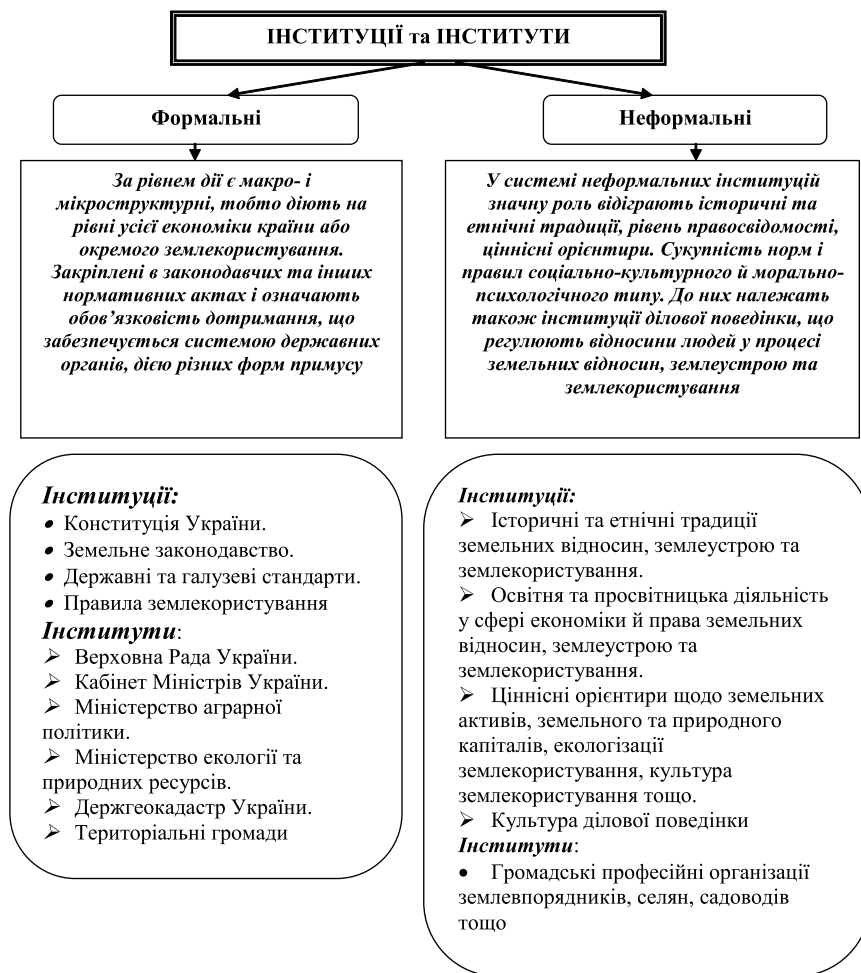 ІНСТИТУЦІЇ та ІНСТИТУТИ
Формальні
Неформальні
За рівнем дії є макро- і
мікроструктурні, тобто діють на
рівні усієї економіки країни або
окремого землекористування.
Закріплені в законодавчих та інших
нормативних актах і означають
обов’язковість дотримання, що
забезпечується системою державних
органів, дією різних форм примусу
У системі неформальних інституцій
значну роль відіграють історичні та
етнічні традиції, рівень правосвідомості,
ціннісні орієнтири. Сукупність норм і
правил соціально-культурного й морально-
психологічного типу. До них належать
також інституції ділової поведінки, що
регулюють відносини людей у процесі
земельних відносин, землеустрою та
землекористування
Інституції:
• Конституція України.
• Земельне законодавство.
• Державні та галузеві стандарти.
• Правила землекористування
Інститути:
➢ Верховна Рада України.
➢ Кабінет Міністрів України.
➢ Міністерство аграрної
політики.
➢ Міністерство екології та
природних ресурсів.
➢ Держгеокадастр України.
➢ Територіальні громади
Інституції:
➢ Історичні та етнічні традиції
земельних відносин, землеустрою та
землекористування.
➢ Освітня та просвітницька діяльність
у сфері економіки й права земельних
відносин, землеустрою та
землекористування.
➢ Ціннісні орієнтири щодо земельних
активів, земельного та природного
капіталів, екологізації
землекористування, культура
землекористування тощо.
➢ Культура ділової поведінки
Інститути:
• Громадські професійні організації
землевпорядників, селян, садоводів
тощо